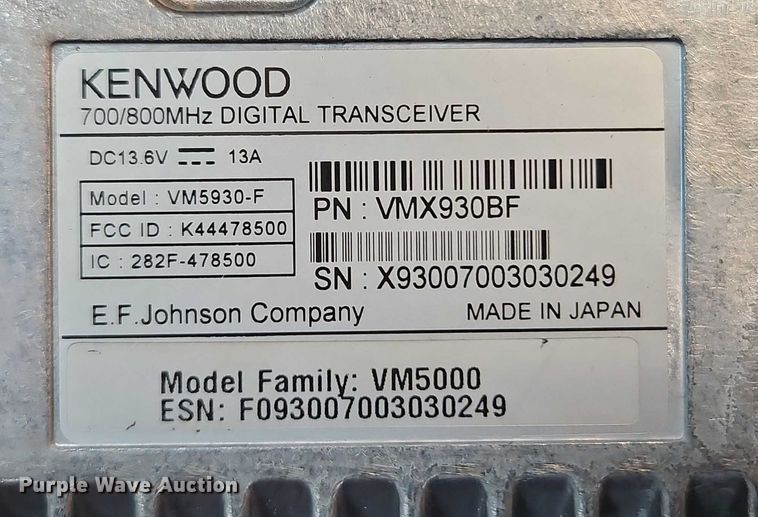 KENWOOD
700/800MHz DIGITAL TRANSCEIVER
DC13.6V 13A
Model : VM5930-F
FCC ID : K44478500
IC : 282F-478500
PN : VMX930BF
SN : X93007003030249
E.F.Johnson Company MADE IN JAPAN
Model Family: VM5000
ESN: F093007003030249
Purple Wave Auction